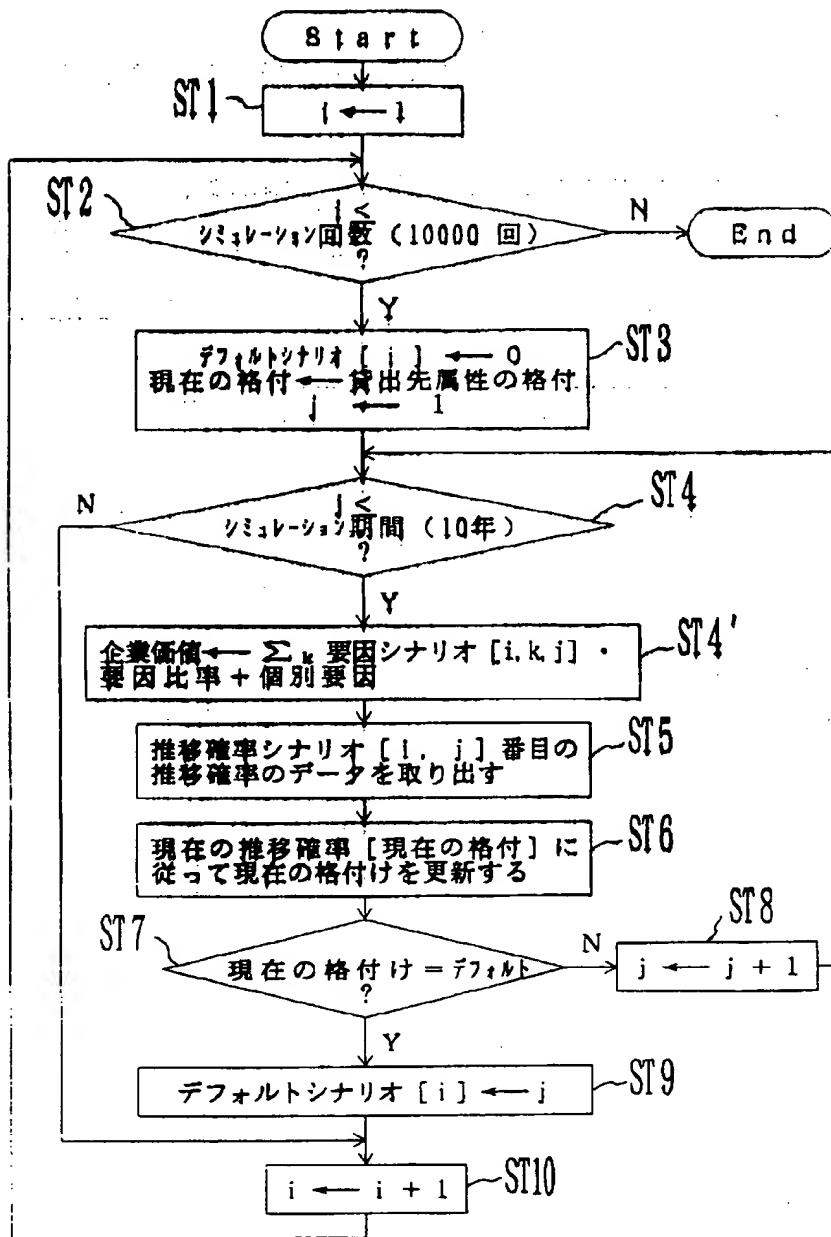 Start
ST1
i ← 1
ST2
i ≤
シミュレーション回数（10000 回）
?
N
End
Y
ST3
デフォルトシナリオ [ i ] ← 0
現在の格付 ← 貸出先属性の格付
j ← 1
N
ST4
j ≤
シミュレーション期間（10年）
?
Y
ST4'
企業価値 ← Σk 要因シナリオ [i, k, j]・
要因比率 + 個別要因
ST5
推移確率シナリオ [i, j] 番目の
推移確率のデータを取り出す
ST6
現在の推移確率 [現在の格付] に
従って現在の格付けを更新する
ST7
現在の格付け = デフォルト
?
N
ST8
j ← j + 1
Y
ST9
デフォルトシナリオ [ i ] ← j
ST10
i ← i + 1